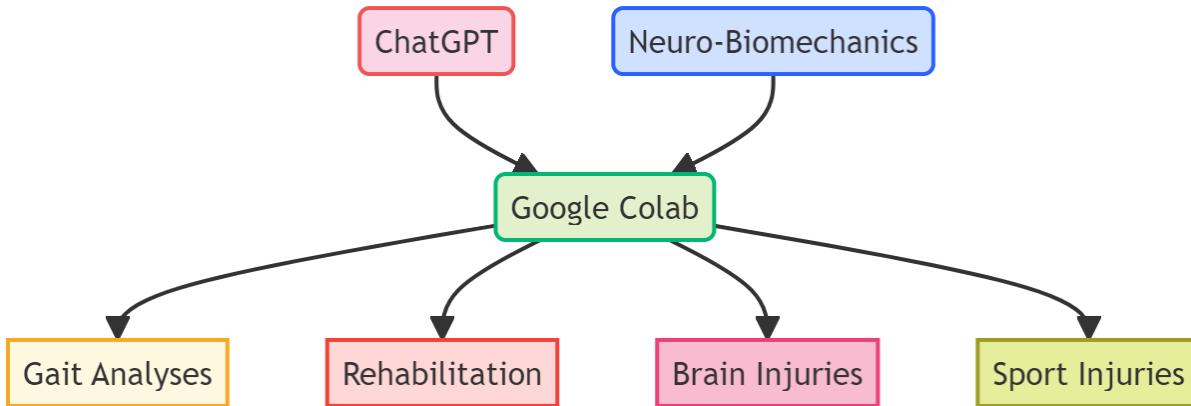 ChatGPT
Neuro-Biomechanics
Google Colab
Gait Analyses
Rehabilitation
Brain Injuries
Sport Injuries